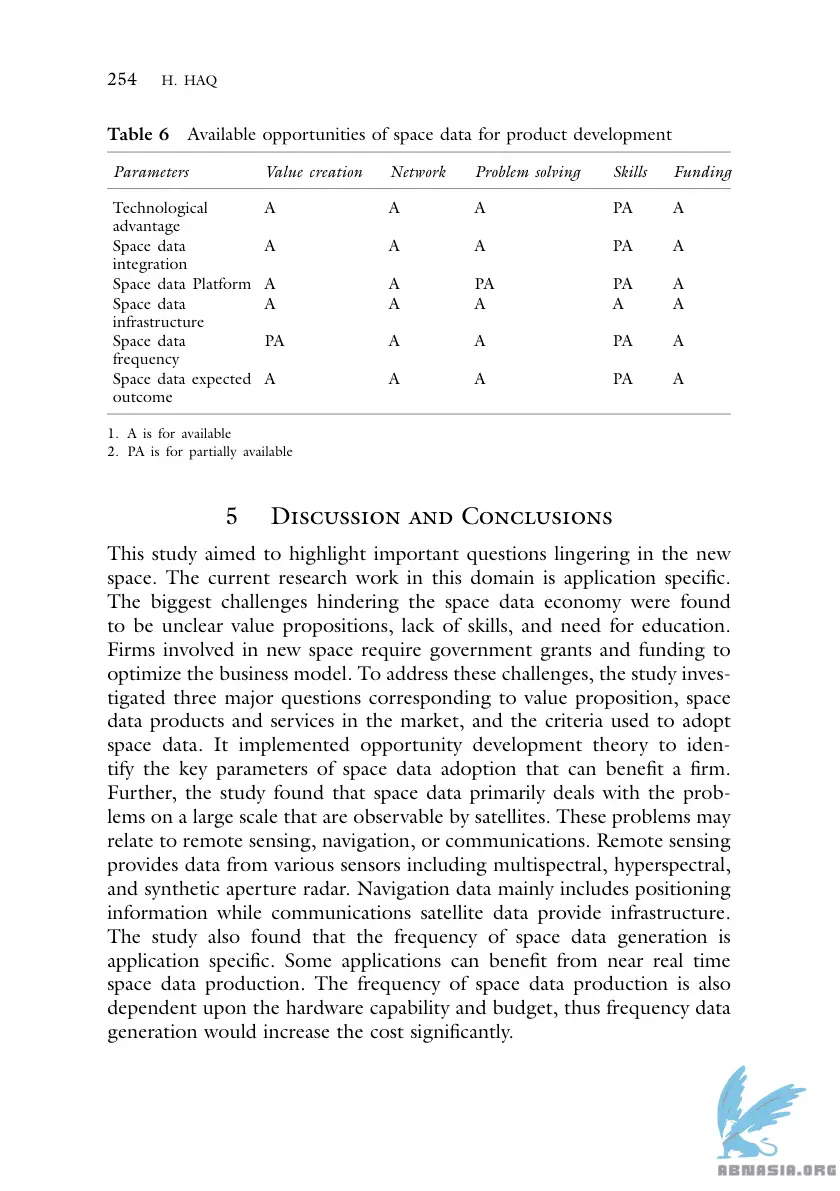 254 H. HAQ
Table 6 Available opportunities of space data for product development
Parameters Value creation Network Problem solving Skills Funding
Technological advantage A A A PA A
Space data integration A A A PA A
Space data Platform A A PA PA A
Space data infrastructure A A A A A
Space data frequency PA A A PA A
Space data expected outcome A A A PA A
1. A is for available
2. PA is for partially available
5 Discussion and Conclusions
This study aimed to highlight important questions lingering in the new
space. The current research work in this domain is application specific.
The biggest challenges hindering the space data economy were found
to be unclear value propositions, lack of skills, and need for education.
Firms involved in new space require government grants and funding to
optimize the business model. To address these challenges, the study inves-
tigated three major questions corresponding to value proposition, space
data products and services in the market, and the criteria used to adopt
space data. It implemented opportunity development theory to iden-
tify the key parameters of space data adoption that can benefit a firm.
Further, the study found that space data primarily deals with the prob-
lems on a large scale that are observable by satellites. These problems may
relate to remote sensing, navigation, or communications. Remote sensing
provides data from various sensors including multispectral, hyperspectral,
and synthetic aperture radar. Navigation data mainly includes positioning
information while communications satellite data provide infrastructure.
The study also found that the frequency of space data generation is
application specific. Some applications can benefit from near real time
space data production. The frequency of space data production is also
dependent upon the hardware capability and budget, thus frequency data
generation would increase the cost significantly.
ABNASIA.ORG